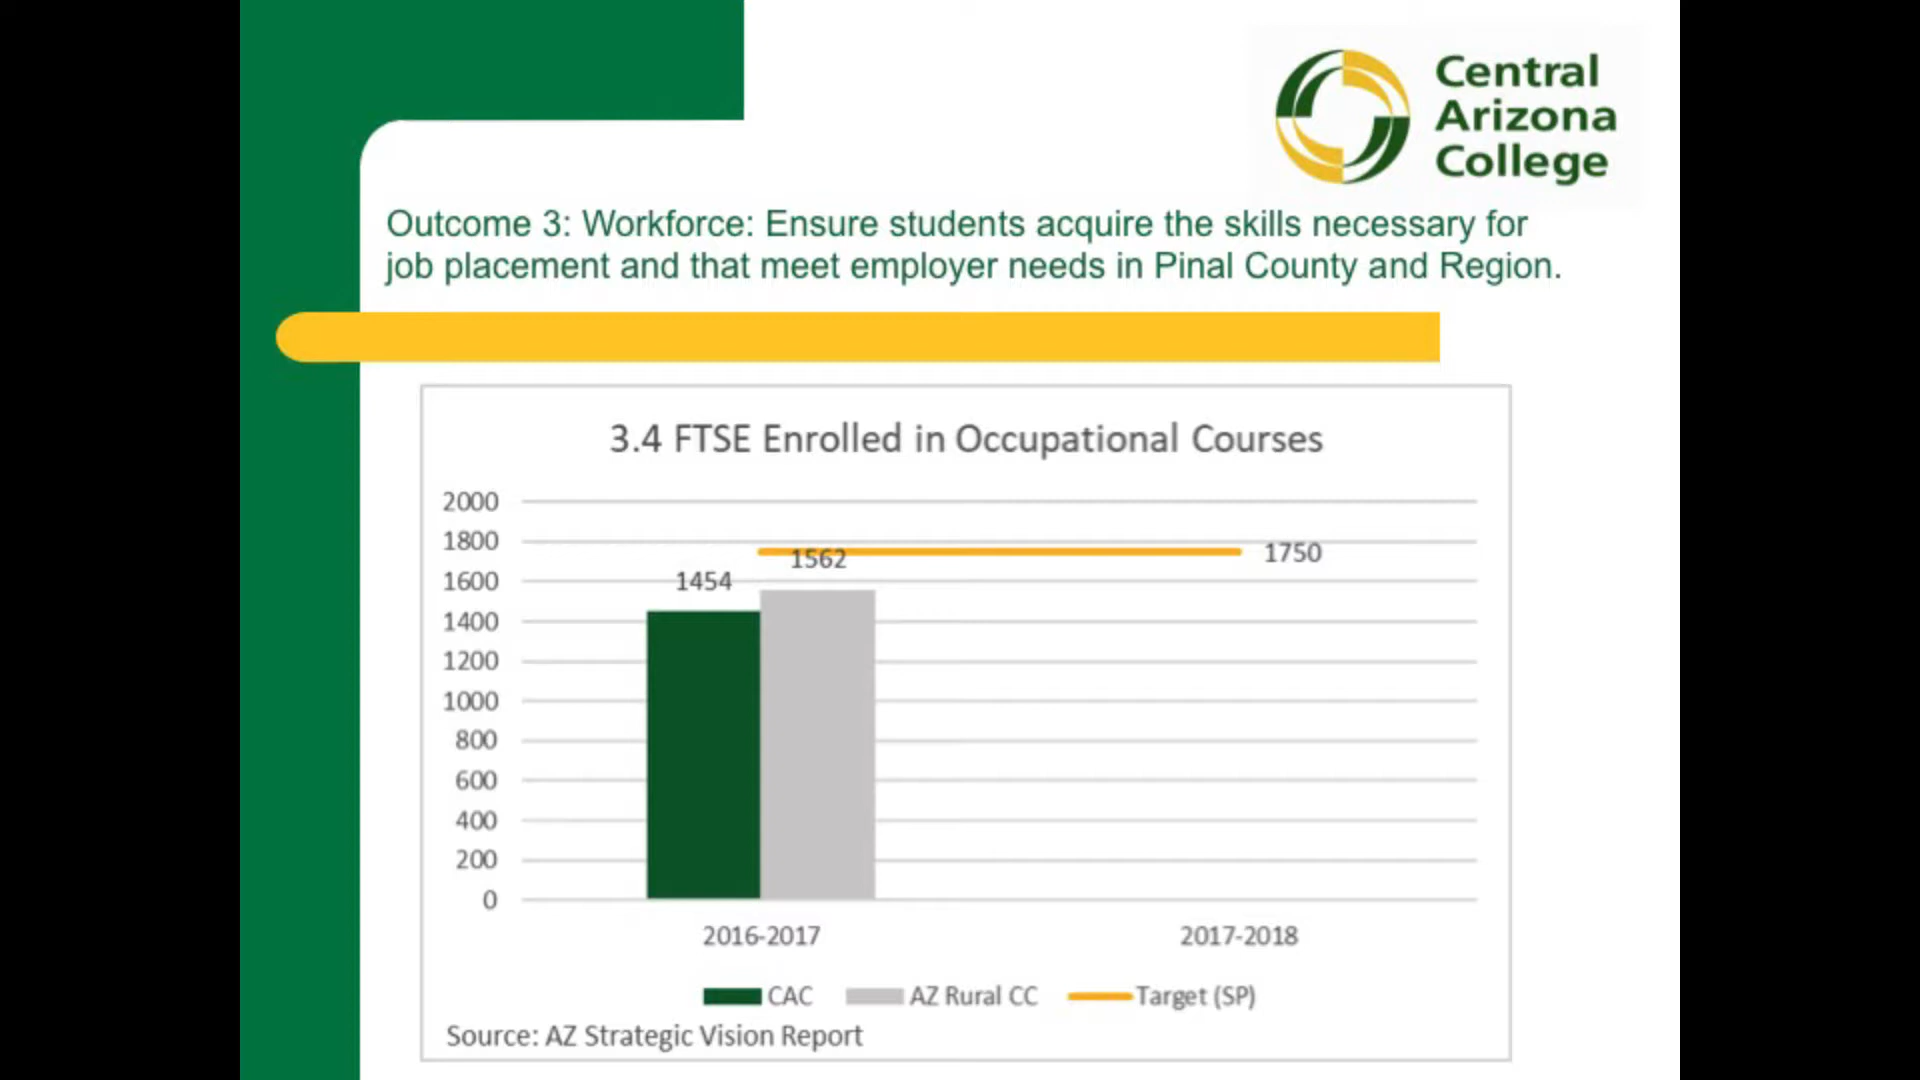 Central
Arizona
College
Outcome 3: Workforce: Ensure students acquire the skills necessary for
job placement and that meet employer needs in Pinal County and Region.
3.4 FTSE Enrolled in Occupational Courses
2000
1800
1600
1400
1200
1000
800
600
400
200
0
1454
1562
1750
2016-2017
2017-2018
CAC
AZ Rural CC
Target (SP)
Source: AZ Strategic Vision Report